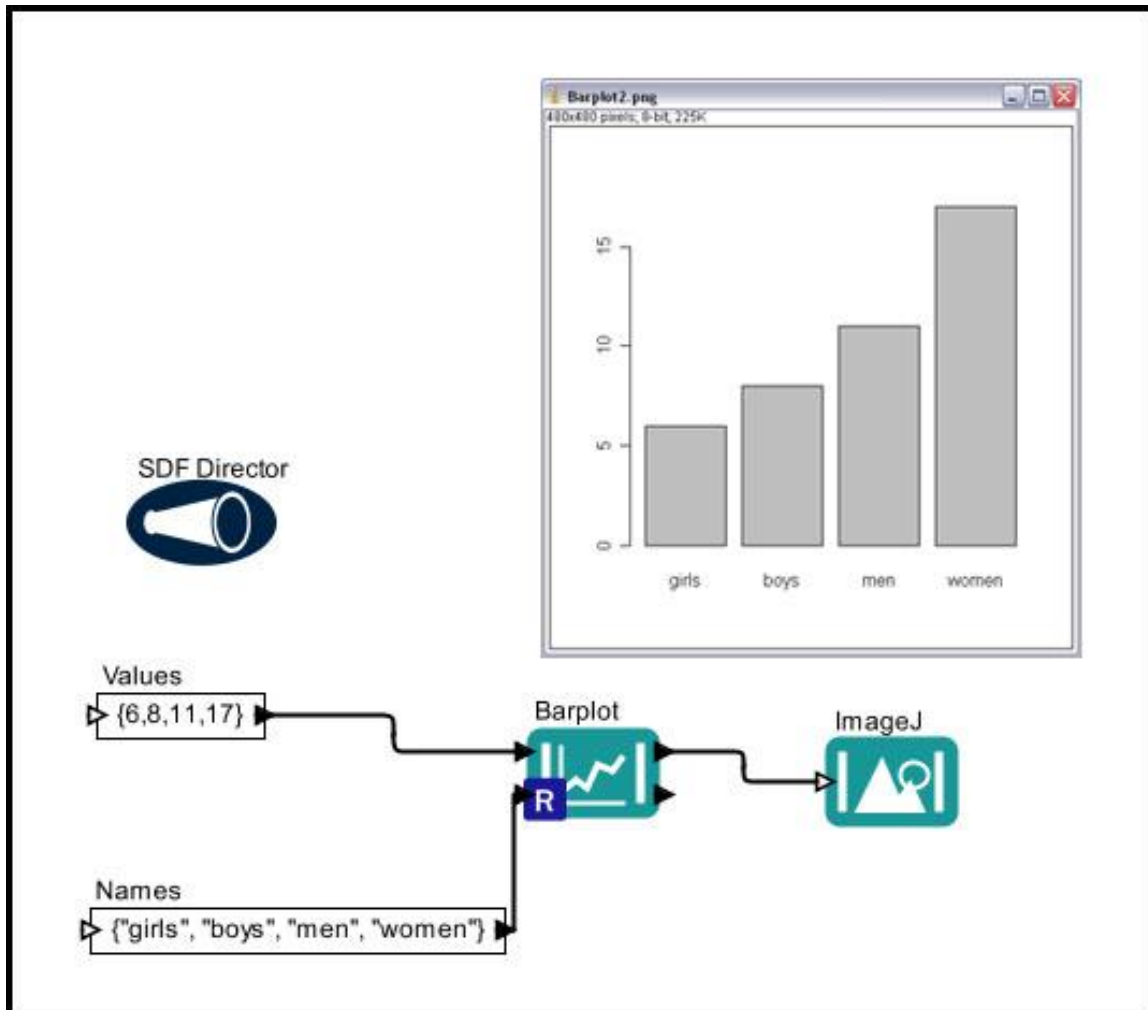 Barplot2.png
480x480 pixels; 8-bit, 225K
15
10
5
0
girls boys men women
SDF Director
Values
{6,8,11,17}
Barplot
R
ImageJ
Names
{"girls", "boys", "men", "women"}